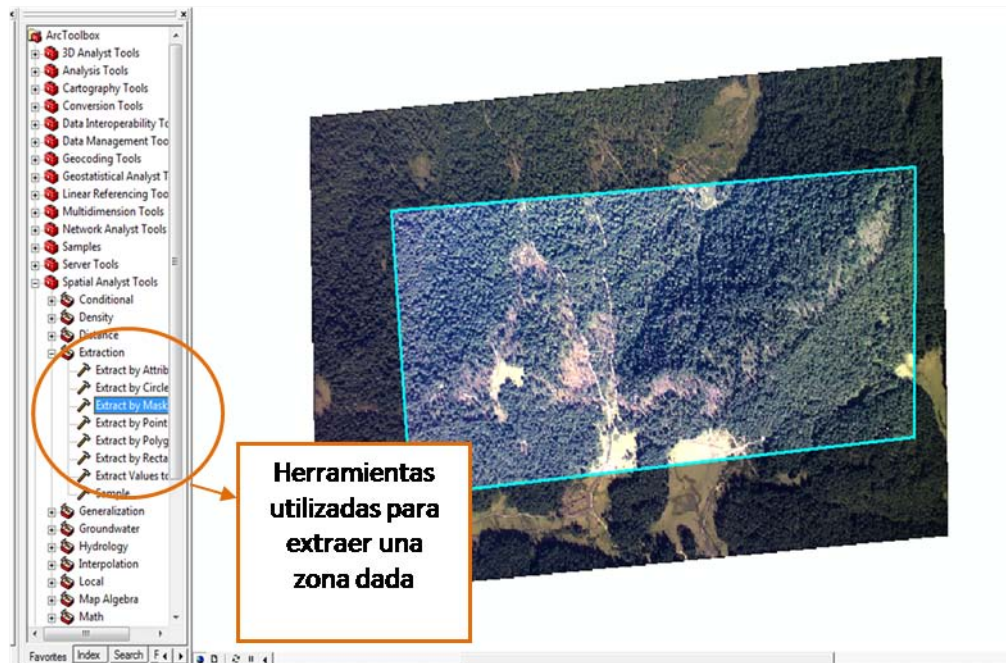 ArcToolbox
3D Analyst Tools
Analysis Tools
Cartography Tools
Conversion Tools
Data Interoperability Tc
Data Management Too
Geocoding Tools
Geostatistical Analyst T
Linear Referencing Too
Multidimension Tools
Network Analyst Tools
Samples
Server Tools
Spatial Analyst Tools
Conditional
Density
Distance
Extraction
Extract by Attrib
Extract by Circle
Extract by Mask
Extract by Point
Extract by Polyg
Extract by Recta
Extract Values to
Sample
Generalization
Groundwater
Hydrology
Interpolation
Local
Map Algebra
Math
Favorites Index Search F
Herramientas
utilizadas para
extraer una
zona dada